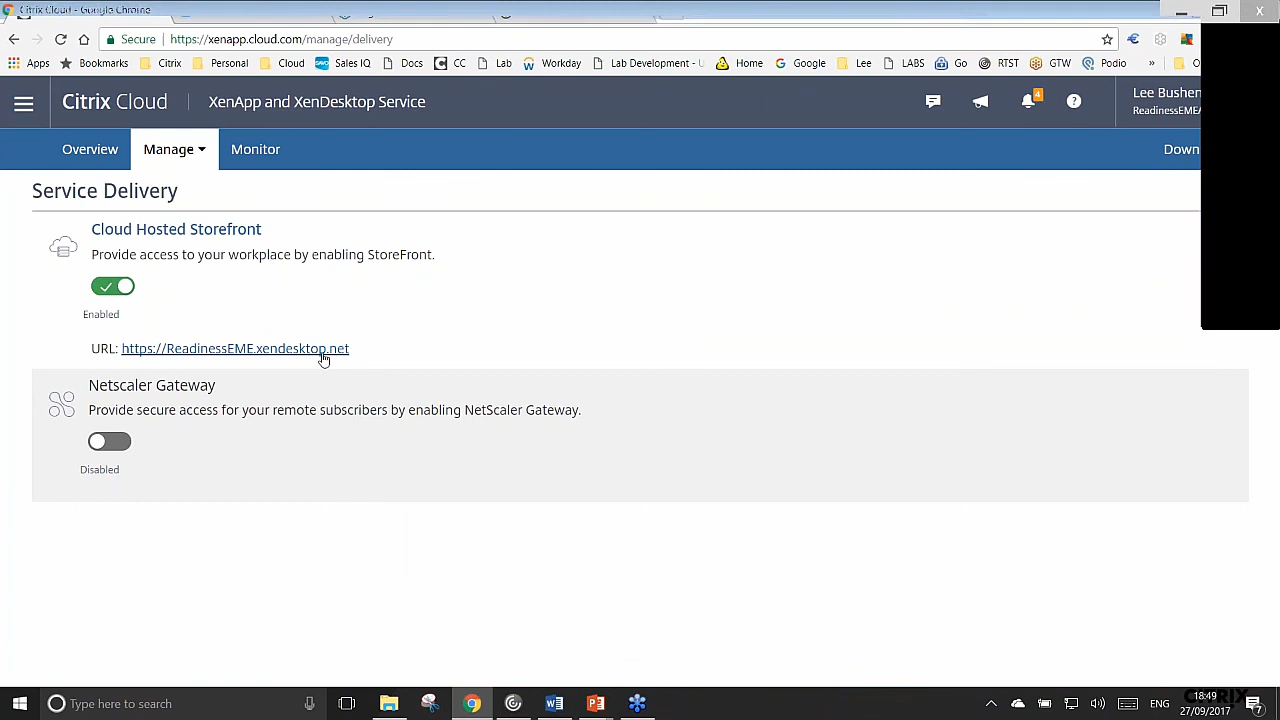 Citrix Cloud - Google Chrome
Secure https://xenapp.cloud.com/manage/delivery
Apps Bookmarks Citrix Personal Cloud Sales IQ Docs CC Lab Workday Lab Development - Home Google Lee LABS Go RTST GTW Podio »
Citrix Cloud XenApp and XenDesktop Service 4 ? Lee Bushen
ReadinessEME
Overview Manage Monitor Down
Service Delivery
Cloud Hosted Storefront
Provide access to your workplace by enabling StoreFront.
Enabled
URL: https://ReadinessEME.xendesktop.net
Netscaler Gateway
Provide secure access for your remote subscribers by enabling NetScaler Gateway.
Disabled
Type here to search
ENG
18:49
27/09/2017
CITRIX
7